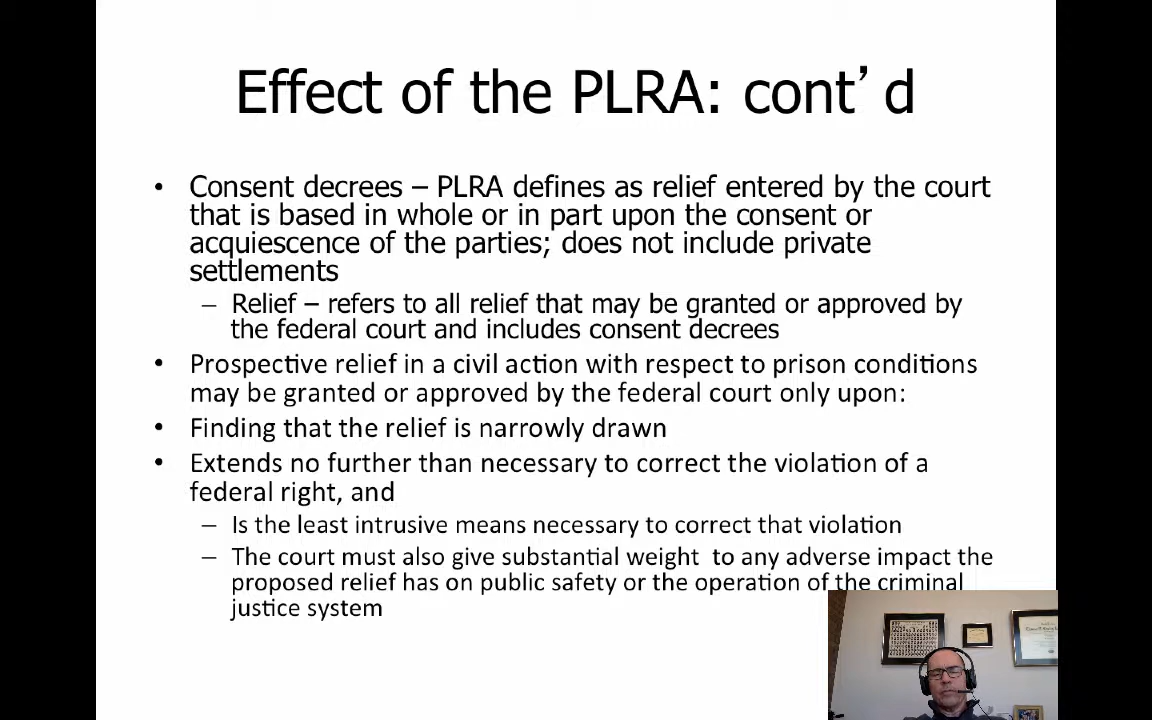 Effect of the PLRA: cont’d
• Consent decrees – PLRA defines as relief entered by the court
that is based in whole or in part upon the consent or
acquiescence of the parties; does not include private
settlements
– Relief – refers to all relief that may be granted or approved by
the federal court and includes consent decrees
• Prospective relief in a civil action with respect to prison conditions
may be granted or approved by the federal court only upon:
• Finding that the relief is narrowly drawn
• Extends no further than necessary to correct the violation of a
federal right, and
– Is the least intrusive means necessary to correct that violation
– The court must also give substantial weight to any adverse impact the
proposed relief has on public safety or the operation of the criminal
justice system